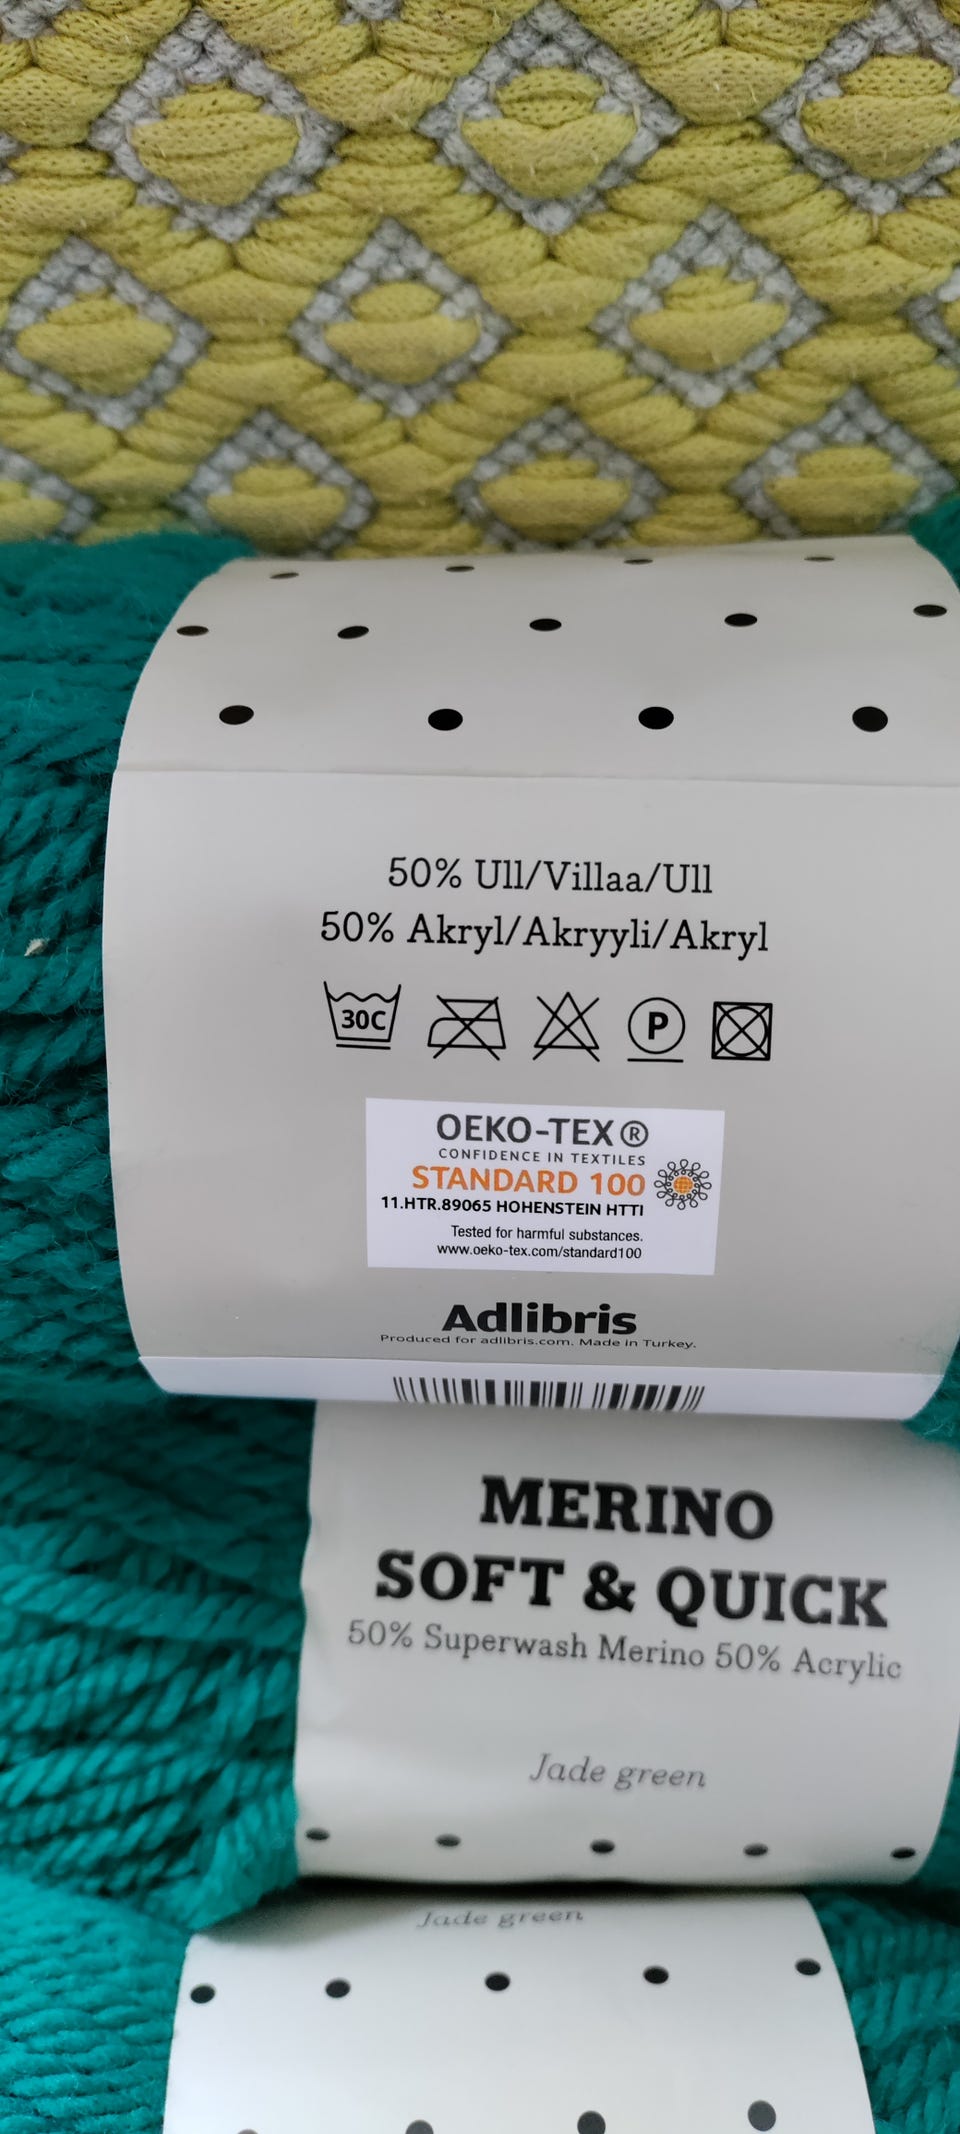 50% Ull/Villaa/Ull
50% Akryl/Akryyli/Akryl
30C
P
OEKO-TEX®
CONFIDENCE IN TEXTILES
STANDARD 100
11.HTR.89065 HOHENSTEIN HTTI
Tested for harmful substances.
www.oeko-tex.com/standard100
Adlibris
Produced for adlibris.com. Made in Turkey.
MERINO
SOFT & QUICK
50% Superwash Merino 50% Acrylic
Jade green
Jade green